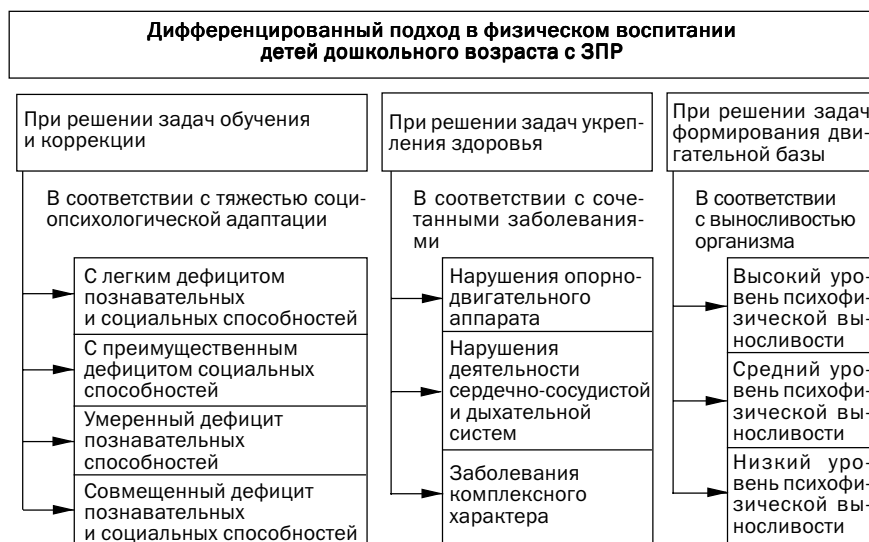 Дифференцированный подход в физическом воспитании
детей дошкольного возраста с ЗПР
При решении задач обучения
и коррекции
В соответствии с тяжестью соци-
опсихологической адаптации
С легким дефицитом
познавательных
и социальных способностей
С преимущественным
дефицитом социальных
способностей
Умеренный дефицит
познавательных
способностей
Совмещенный дефицит
познавательных
и социальных способностей
При решении задач укреп-
ления здоровья
В соответствии с соче-
танными заболевания-
ми
Нарушения опорно-
двигательного
аппарата
Нарушения
деятельности
сердечно-сосудистой
и дыхательной
систем
Заболевания
комплексного
характера
При решении задач
формирования дви-
гательной базы
В соответствии
с выносливостью
организма
Высокий уро-
вень психофи-
зической вы-
носливости
Средний уро-
вень психофи-
зической вы-
носливости
Низкий уро-
вень психофи-
зической вы-
носливости